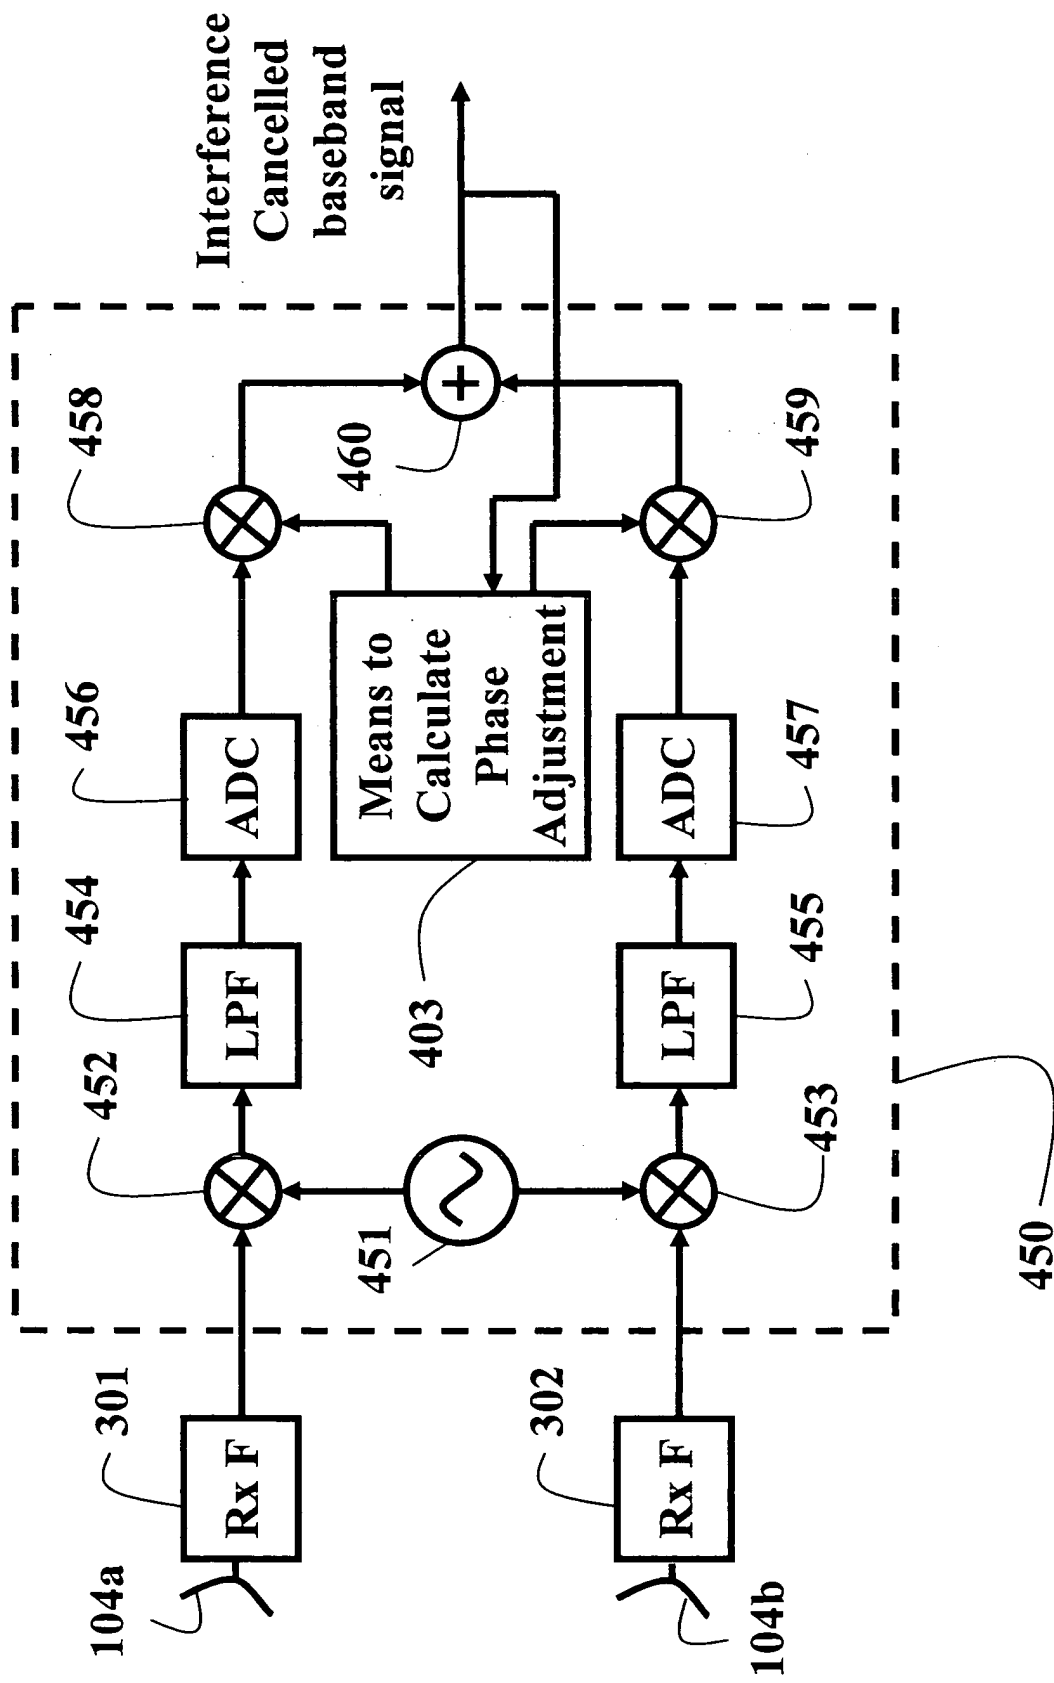 Interference
Cancelled
baseband
signal
104a
301
Rx F
452
454
LPF
456
ADC
458
451
403
Means to
Calculate
Phase
Adjustment
460
104b
302
Rx F
453
LPF
455
ADC
457
459
450